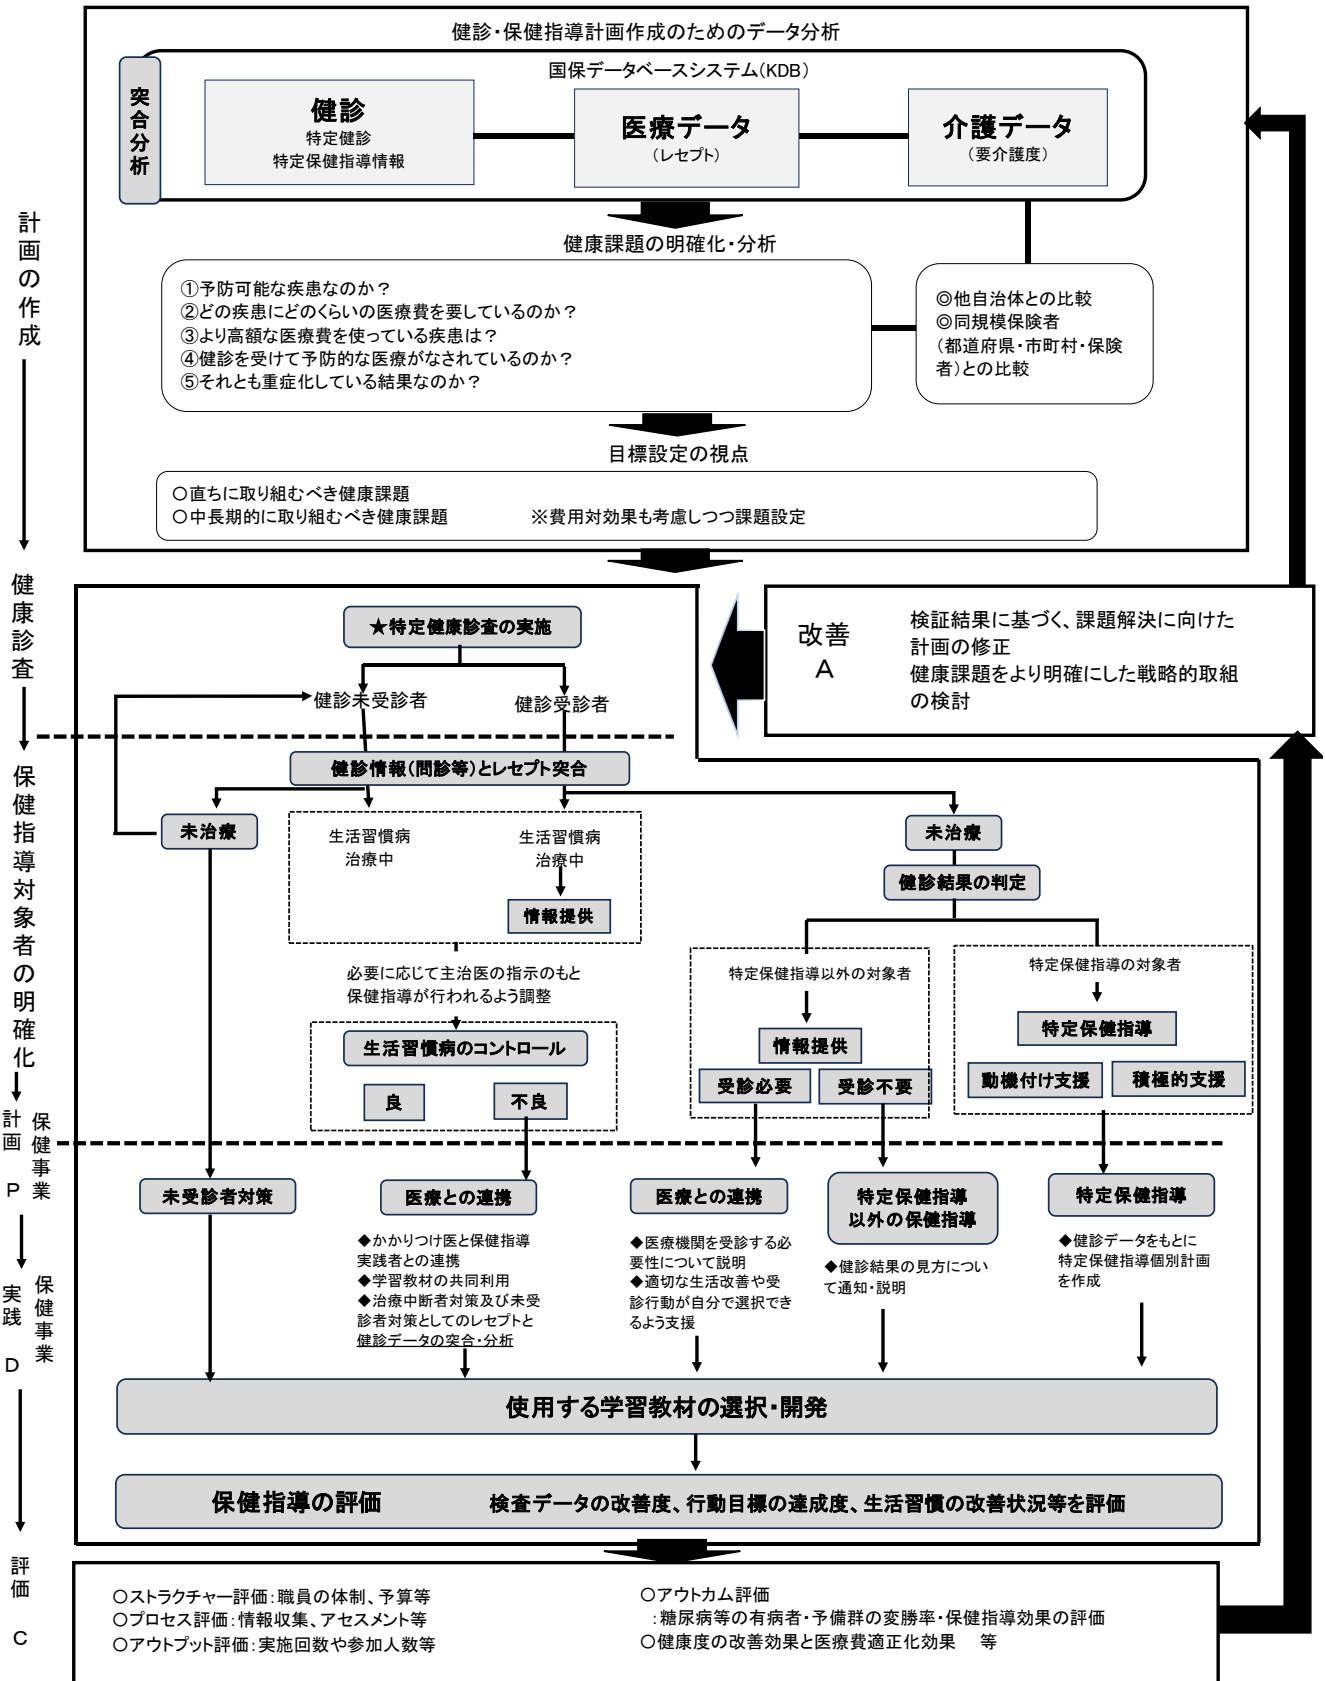 健診・保健指導計画作成のためのデータ分析
国保データベースシステム(KDB)
突合分析
健診
特定健診
特定保健指導情報
医療データ
(レセプト)
介護データ
(要介護度)
計画の作成
健康課題の明確化・分析
①予防可能な疾患なのか？
②どの疾患にどのくらいの医療費を要しているのか？
③より高額な医療費を使っている疾患は？
④健診を受けて予防的な医療がなされているのか？
⑤それとも重症化している結果なのか？
◎他自治体との比較
◎同規模保険者
(都道府県・市町村・保険
者)との比較
目標設定の視点
○直ちに取り組むべき健康課題
○中長期的に取り組むべき健康課題　※費用対効果も考慮しつつ課題設定
健康診査
★特定健康診査の実施
改善
A
検証結果に基づく、課題解決に向けた
計画の修正
健康課題をより明確にした戦略的取組
の検討
健診未受診者
健診受診者
保健指導対象者の明確化
健診情報(問診等)とレセプト突合
未治療
生活習慣病
治療中
生活習慣病
治療中
情報提供
未治療
健診結果の判定
必要に応じて主治医の指示のもと
保健指導が行われるよう調整
特定保健指導以外の対象者
特定保健指導の対象者
生活習慣病のコントロール
良
不良
情報提供
受診必要
受診不要
特定保健指導
動機付け支援
積極的支援
保健事業
計画 P
未受診者対策
医療との連携
医療との連携
特定保健指導
以外の保健指導
特定保健指導
◆かかりつけ医と保健指導
実践者との連携
◆学習教材の共同利用
◆治療中断者対策及び未受
診者対策としてのレセプトと
健診データの突合・分析
◆医療機関を受診する必
要性について説明
◆適切な生活改善や受
診行動が自分で選択でき
るよう支援
◆健診結果の見方につい
て通知・説明
◆健診データをもとに
特定保健指導個別計画
を作成
保健事業
実践 D
使用する学習教材の選択・開発
保健指導の評価　検査データの改善度、行動目標の達成度、生活習慣の改善状況等を評価
評価 C
○ストラクチャー評価：職員の体制、予算等
○プロセス評価：情報収集、アセスメント等
○アウトプット評価：実施回数や参加人数等
○アウトカム評価
：糖尿病等の有病者・予備群の変勝率・保健指導効果の評価
○健康度の改善効果と医療費適正化効果　等